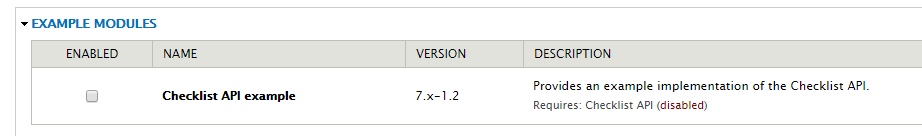 EXAMPLE MODULES
ENABLED NAME VERSION DESCRIPTION
Checklist API example 7.x-1.2 Provides an example implementation of the Checklist API.
Requires: Checklist API (disabled)